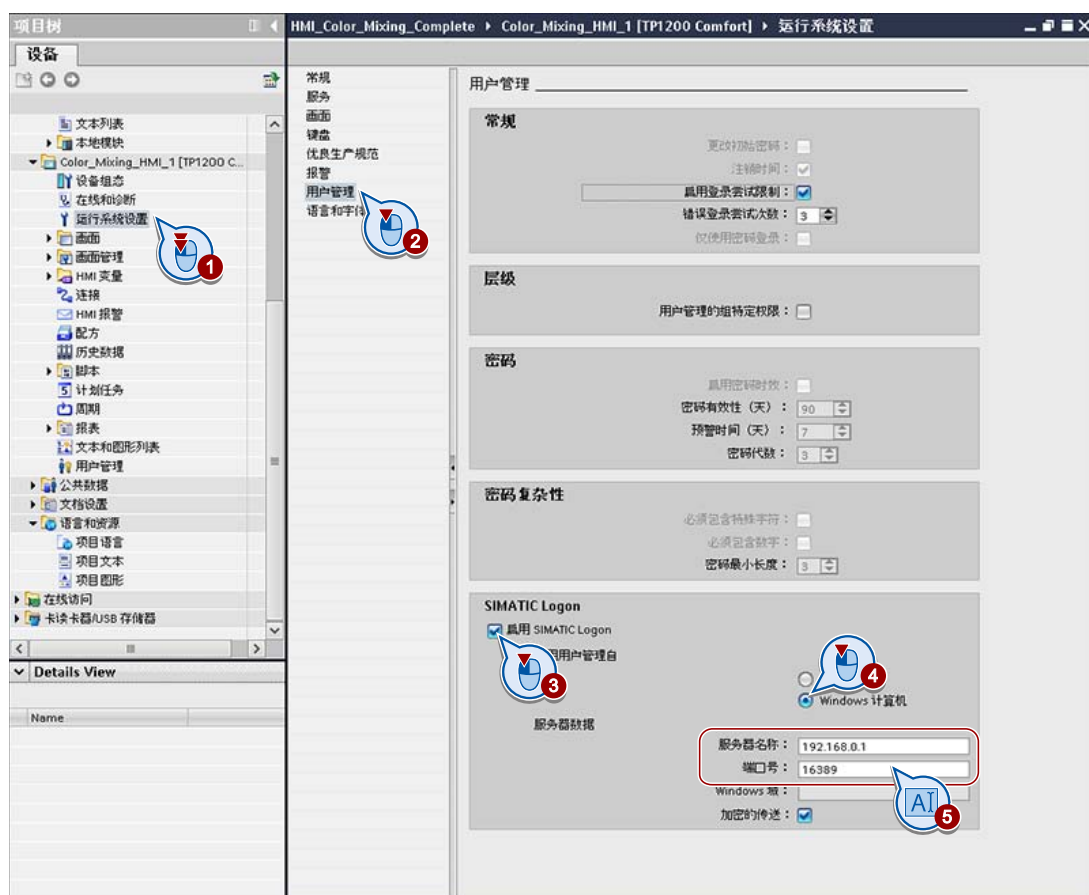 项目树
HMI_Color_Mixing_Complete ▸ Color_Mixing_HMI_1 [TP1200 Comfort] ▸ 运行系统设置
设备
文本列表
本地模块
Color_Mixing_HMI_1 [TP1200 C...
设备组态
在线和诊断
运行系统设置
1
画面
画面管理
HMI 变量
连接
HMI 报警
配方
历史数据
脚本
计划任务
周期
报表
文本和图形列表
用户管理
公共数据
文档设置
语言和资源
项目语言
项目文本
项目图形
在线访问
卡读卡器/USB 存储器
Details View
Name
常规
服务
画面
键盘
优良生产规范
报警
用户管理
语言和字体
2
用户管理
常规
更改初始密码：
注销时间：
启用登录尝试限制：
错误登录尝试次数： 3
仅使用密码登录：
层级
用户管理的组特定权限：
密码
启用密码时效：
密码有效性（天）： 90
预警时间（天）： 7
密码代数： 3
密码复杂性
必须包含特殊字符：
必须包含数字：
密码最小长度： 3
SIMATIC Logon
启用 SIMATIC Logon
用户管理自
3
4
Windows 计算机
服务器数据
服务器名称： 192.168.0.1
端口号： 16389
Windows 域：
AI
5
加密的传送：